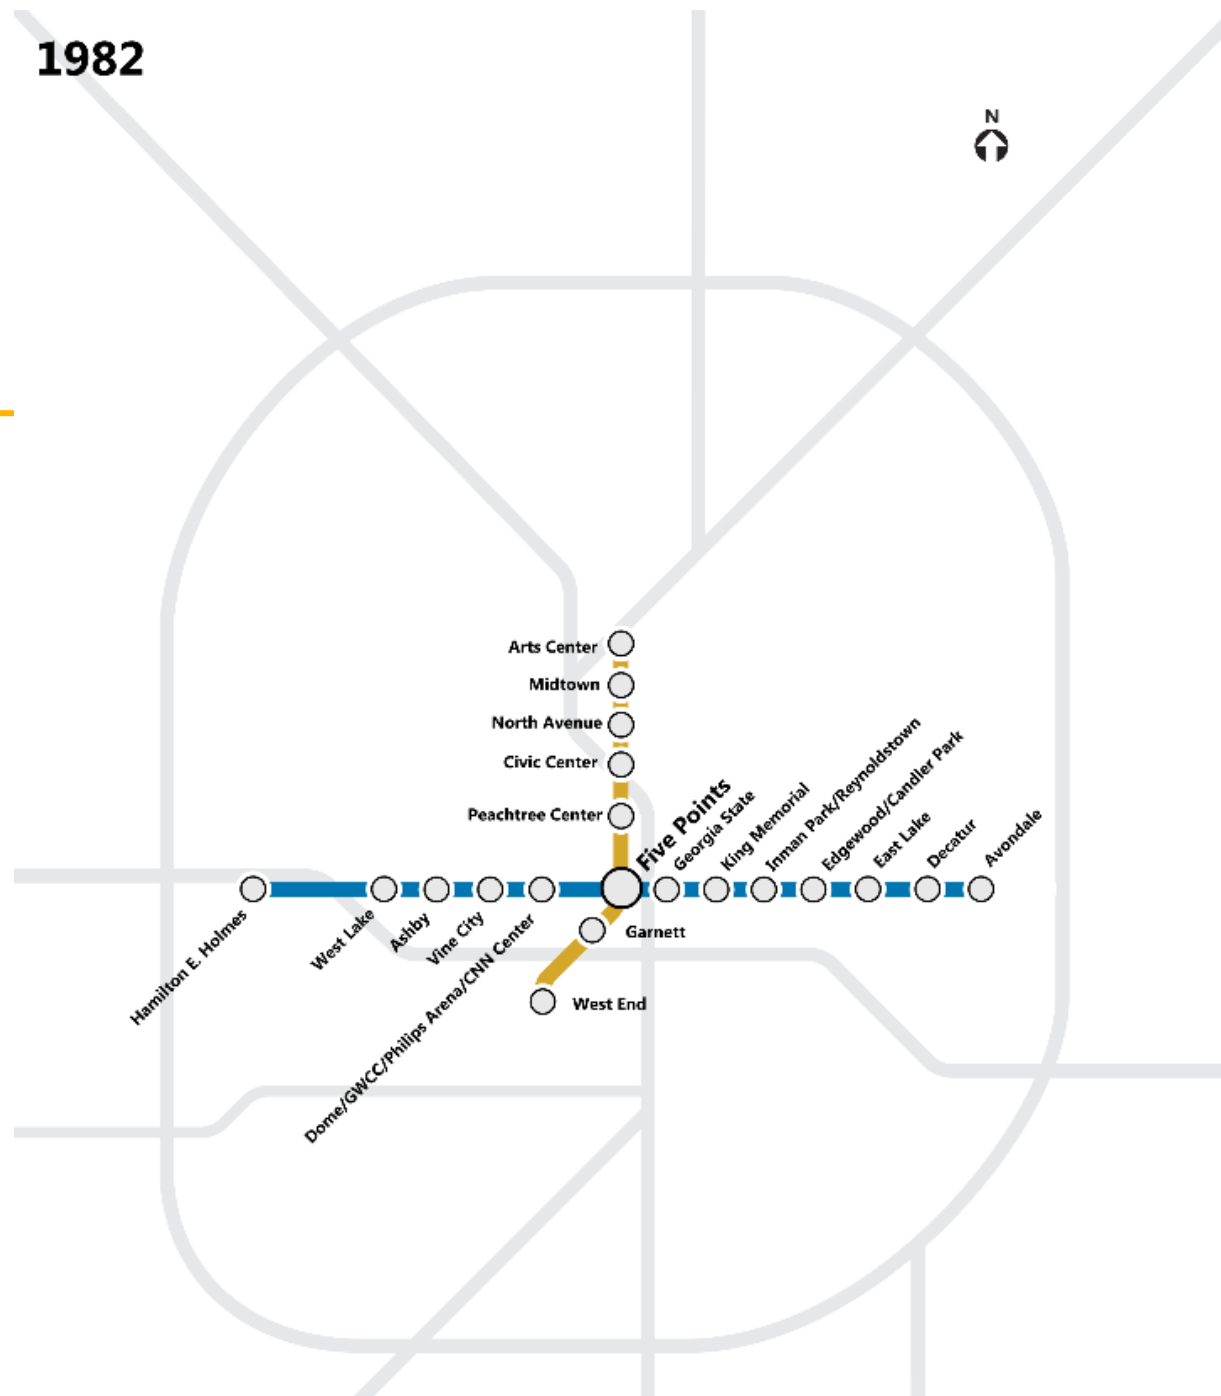 1982
N
Arts Center
Midtown
North Avenue
Civic Center
Peachtree Center
Five Points
Georgia State
King Memorial
Inman Park/Reynoldstown
Edgewood/Candler Park
East Lake
Decatur
Avondale
Hamilton E. Holmes
West Lake
Ashby
Vine City
Dome/GWCC/Philips Arena/CNN Center
Garnett
West End